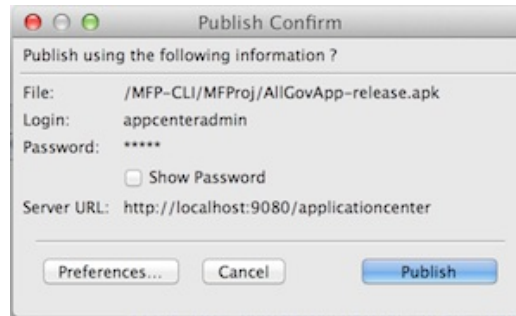 Publish Confirm
Publish using the following information ?
File: /MFP-CLI/MFProj/AllGovApp-release.apk
Login: appcenteradmin
Password: *****
Show Password
Server URL: http://localhost:9080/applicationcenter
Preferences... Cancel Publish